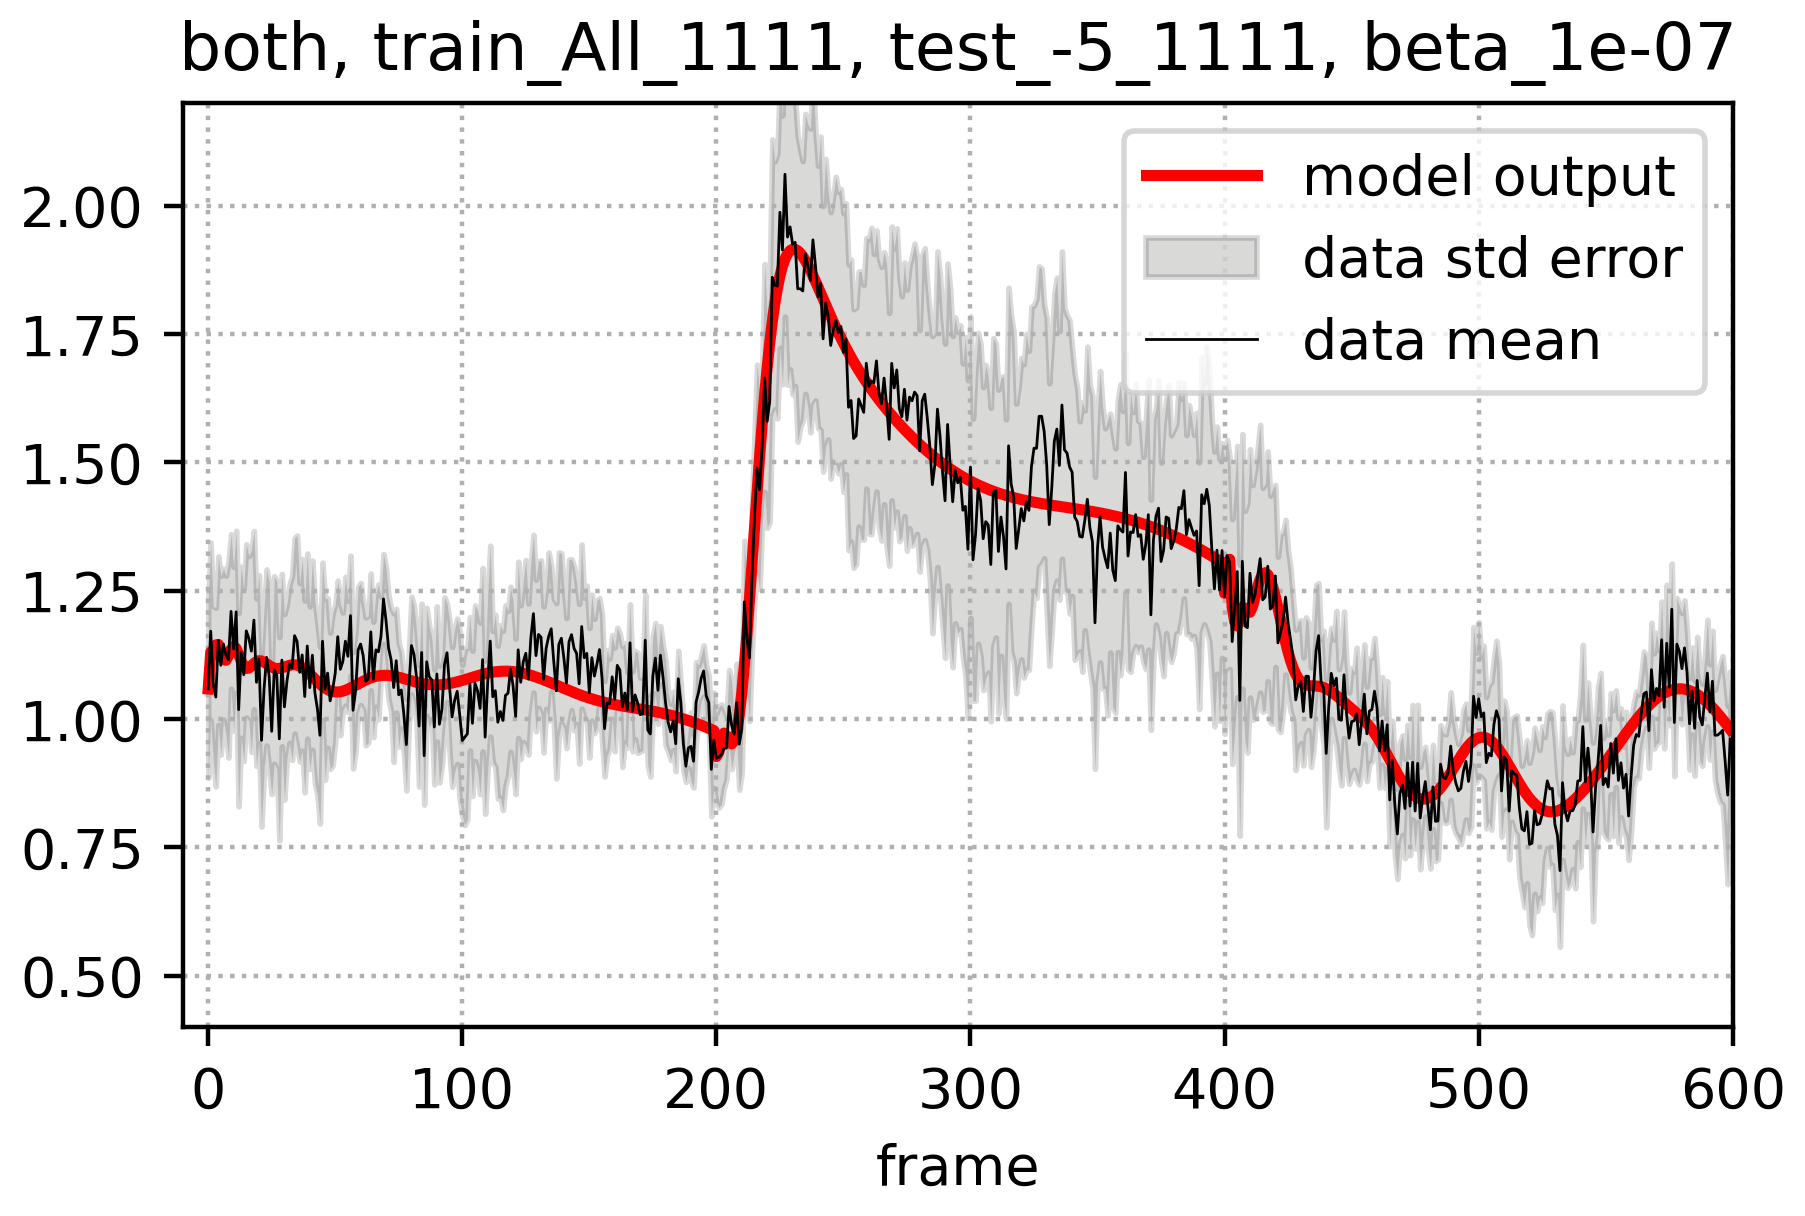 both, train_All_1111, test_-5_1111, beta_1e-07
model output
data std error
data mean
2.00
1.75
1.50
1.25
1.00
0.75
0.50
0 100 200 300 400 500 600
frame